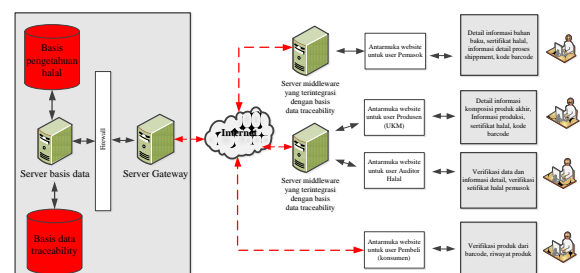 Basis
pengetahuan
halal
Server basis data
Basis data
traceability
Firewall
Server Gateway
Internet
Server middleware
yang terintegrasi
dengan basis
data traceability
Server middleware
yang terintegrasi
dengan basis
data traceability
Antarmuka website
untuk user Pemasok
Antarmuka website
untuk user Produsen
(UKM)
Antarmuka website
untuk user Auditor
Halal
Antarmuka website
untuk user Pembeli
(konsumen)
Detail informasi bahan
baku, sertifikat halal,
informasi detail proses
shippment, kode barcode
Detail informasi
komposisi produk akhir,
Informasi produksi,
sertifikat halal, kode
barcode
Verifikasi data dan
informasi detail, verifikasi
setifikat halal pemasok
Verifikasi produk dari
barcode, riwayat produk